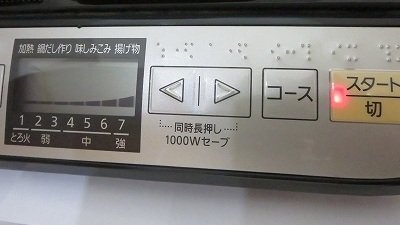 加熱 鍋だし作り 味しみこみ 揚げ物
コース
スタート
切
1 2 3 4 5 6 7
とろ火 弱 中 強
同時長押し
1000Wセーブ